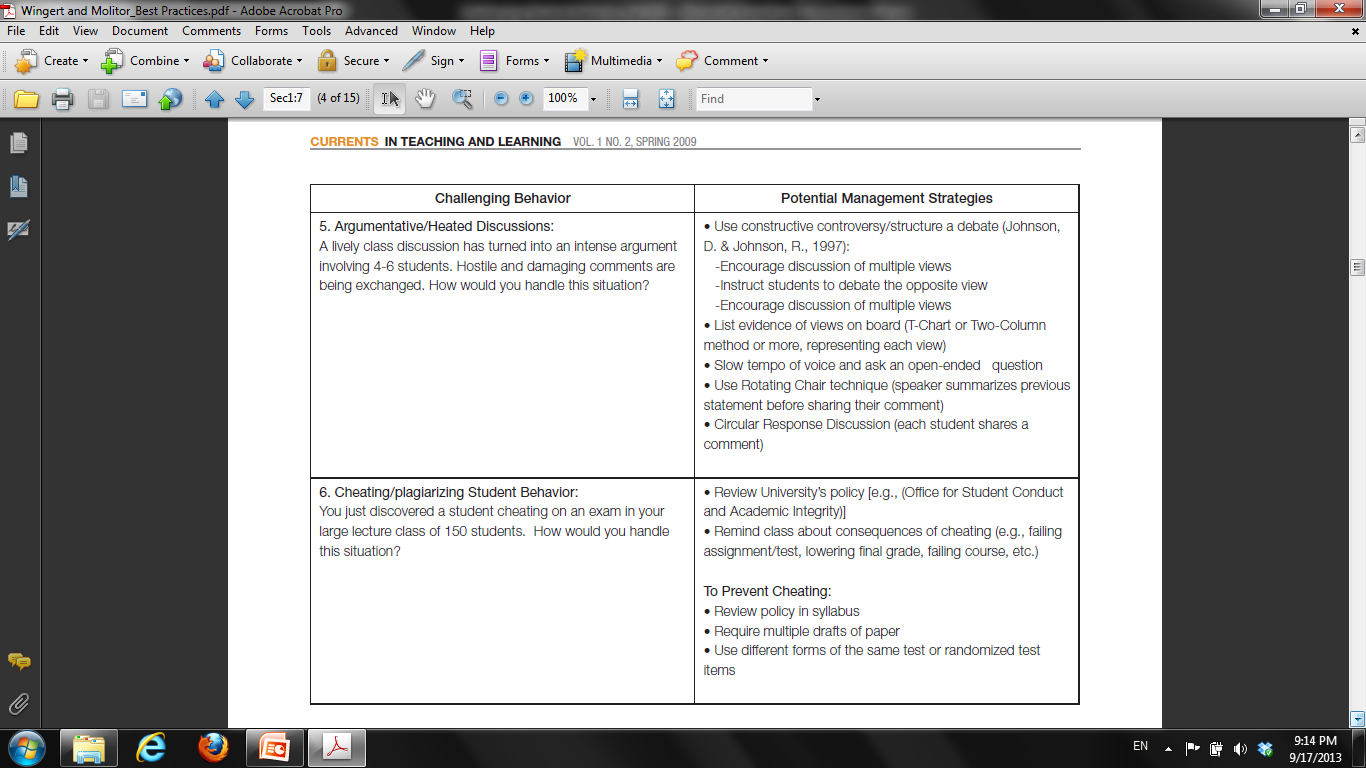 Wingert and Molitor_Best Practices.pdf - Adobe Acrobat Pro
File Edit View Document Comments Forms Tools Advanced Window Help
Create Combine Collaborate Secure Sign Forms Multimedia Comment
Sec1:7 (4 of 15) 100% Find
CURRENTS IN TEACHING AND LEARNING VOL. 1 NO. 2, SPRING 2009
Challenging Behavior
Potential Management Strategies
5. Argumentative/Heated Discussions:
A lively class discussion has turned into an intense argument
involving 4-6 students. Hostile and damaging comments are
being exchanged. How would you handle this situation?
• Use constructive controversy/structure a debate (Johnson,
D. & Johnson, R., 1997):
-Encourage discussion of multiple views
-Instruct students to debate the opposite view
-Encourage discussion of multiple views
• List evidence of views on board (T-Chart or Two-Column
method or more, representing each view)
• Slow tempo of voice and ask an open-ended question
• Use Rotating Chair technique (speaker summarizes previous
statement before sharing their comment)
• Circular Response Discussion (each student shares a
comment)
6. Cheating/plagiarizing Student Behavior:
You just discovered a student cheating on an exam in your
large lecture class of 150 students. How would you handle
this situation?
• Review University's policy [e.g., (Office for Student Conduct
and Academic Integrity)]
• Remind class about consequences of cheating (e.g., failing
assignment/test, lowering final grade, failing course, etc.)
To Prevent Cheating:
• Review policy in syllabus
• Require multiple drafts of paper
• Use different forms of the same test or randomized test
items
EN
9:14 PM
9/17/2013